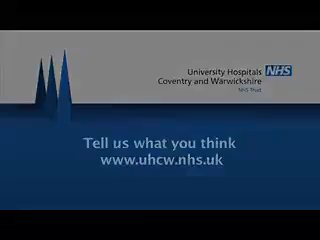 University Hospitals NHS
Coventry and Warwickshire
NHS Trust
Tell us what you think
www.uhcw.nhs.uk